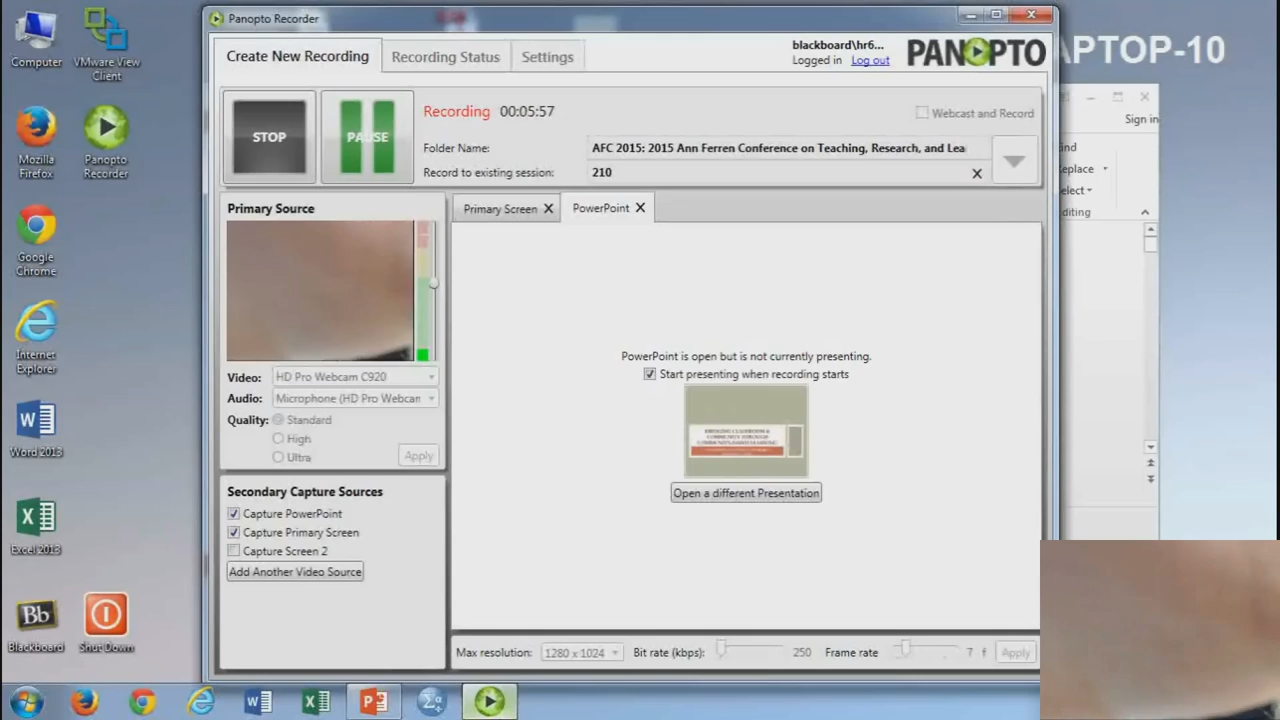 Panopto Recorder
Computer
VMware View
Client
Mozilla
Firefox
Panopto
Recorder
Google
Chrome
Internet
Explorer
Word 2013
Excel 2013
Blackboard
Shut Down
Create New Recording
Recording Status
Settings
blackboard\hr6...
Logged in Log out
PANOPTO
APTOP-10
STOP
PAUSE
Recording 00:05:57
Webcast and Record
Folder Name:
AFC 2015: 2015 Ann Ferren Conference on Teaching, Research, and Lea
Record to existing session:
210
Sign in
ind
eplace
elect
diting
Primary Source
Primary Screen
PowerPoint
Video: HD Pro Webcam C920
Audio: Microphone (HD Pro Webcan
Quality: Standard
High
Ultra
Apply
PowerPoint is open but is not currently presenting.
Start presenting when recording starts
Open a different Presentation
Secondary Capture Sources
Capture PowerPoint
Capture Primary Screen
Capture Screen 2
Add Another Video Source
Max resolution: 1280 x 1024 Bit rate (kbps): 250 Frame rate 7 f Apply
Bb